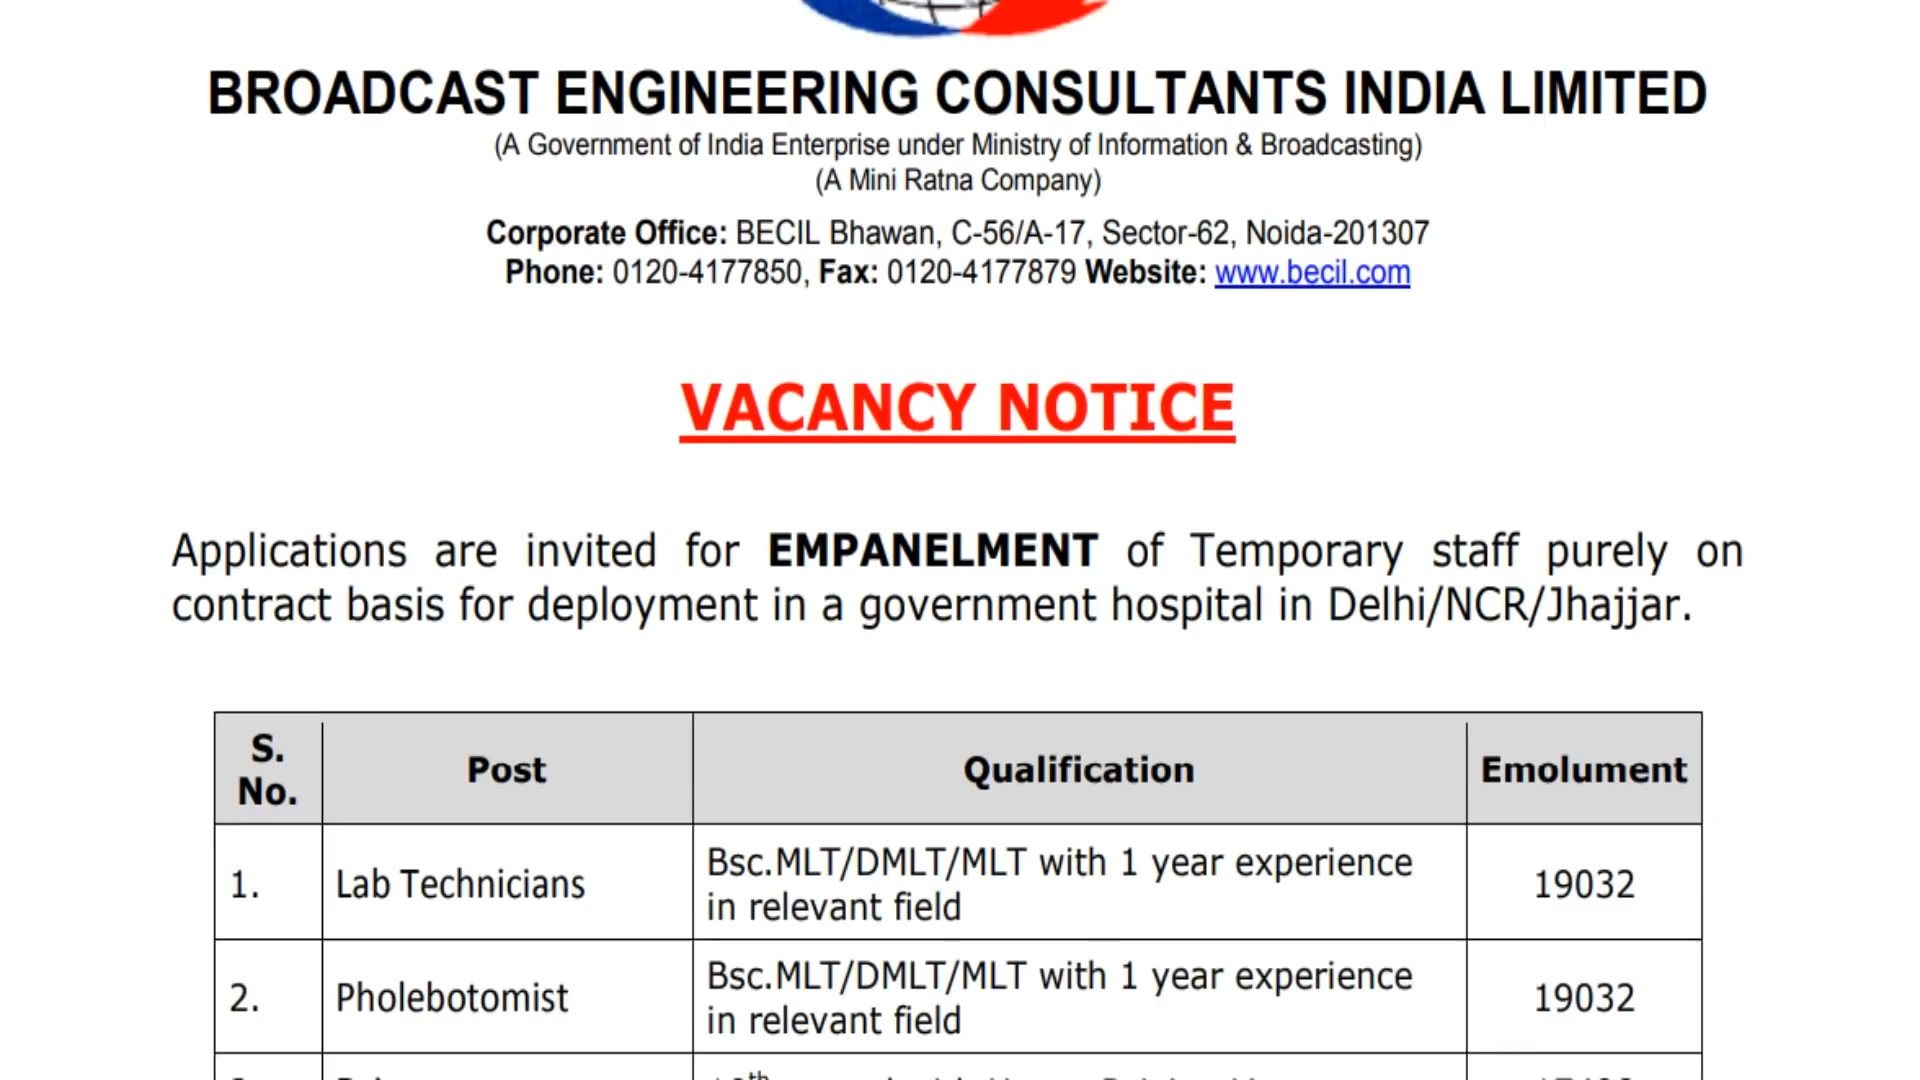 BROADCAST ENGINEERING CONSULTANTS INDIA LIMITED
(A Government of India Enterprise under Ministry of Information & Broadcasting)
(A Mini Ratna Company)
Corporate Office: BECIL Bhawan, C-56/A-17, Sector-62, Noida-201307
Phone: 0120-4177850, Fax: 0120-4177879 Website: www.becil.com
VACANCY NOTICE
Applications are invited for EMPANELMENT of Temporary staff purely on
contract basis for deployment in a government hospital in Delhi/NCR/Jhajjar.
S. No. Post Qualification Emolument
1. Lab Technicians Bsc.MLT/DMLT/MLT with 1 year experience
in relevant field 19032
2. Pholebotomist Bsc.MLT/DMLT/MLT with 1 year experience
in relevant field 19032